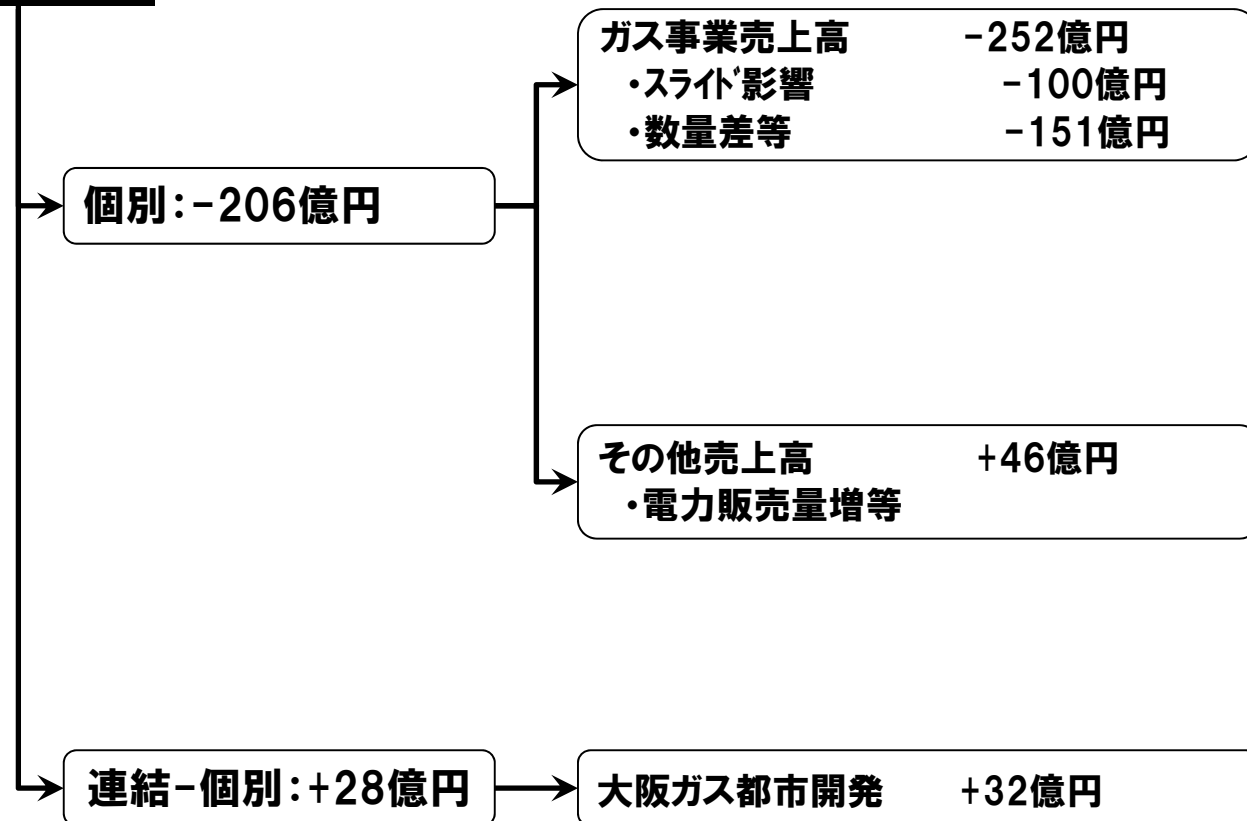 ガス事業売上高 -252億円
・スライド影響 -100億円
・数量差等 -151億円
個別:-206億円
その他売上高 +46億円
・電力販売量増等
連結-個別:+28億円
大阪ガス都市開発 +32億円